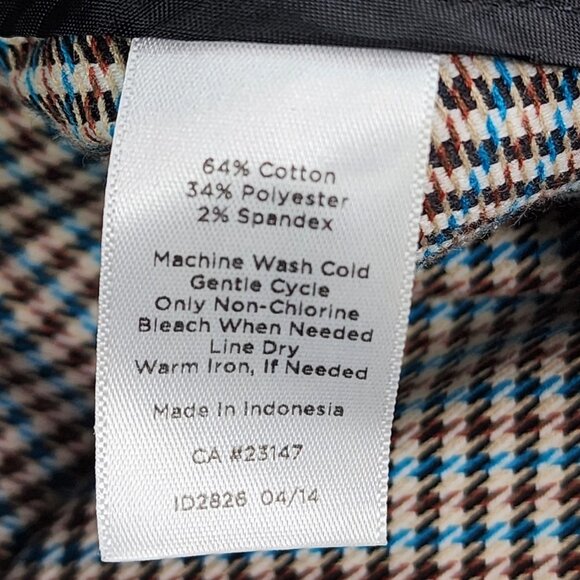 64% Cotton
34% Polyester
2% Spandex
Machine Wash Cold
Gentle Cycle
Only Non-Chlorine
Bleach When Needed
Line Dry
Warm Iron, If Needed
Made In Indonesia
CA #23147
ID2826 04/14